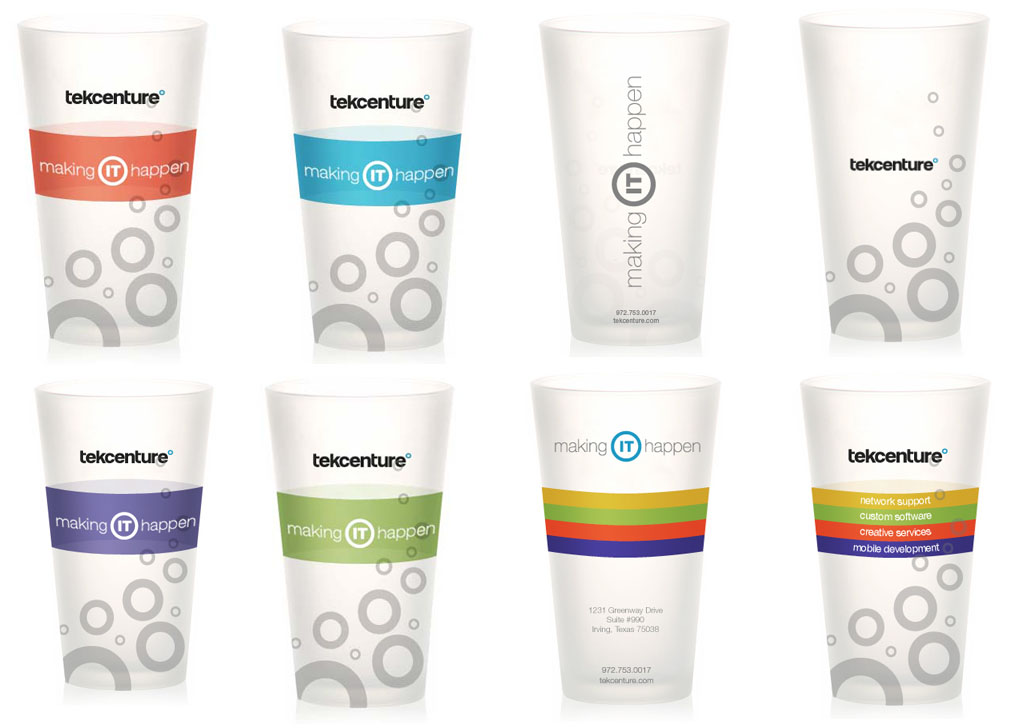 tekcenture°
making IT happen
tekcenture°
making IT happen
making IT happen
972.753.0017
tekcenture.com
tekcenture°
tekcenture°
making IT happen
tekcenture°
making IT happen
making IT happen
1231 Greenway Drive
Suite #990
Irving, Texas 75038
972.753.0017
tekcenture.com
tekcenture°
network support
custom software
creative services
mobile development